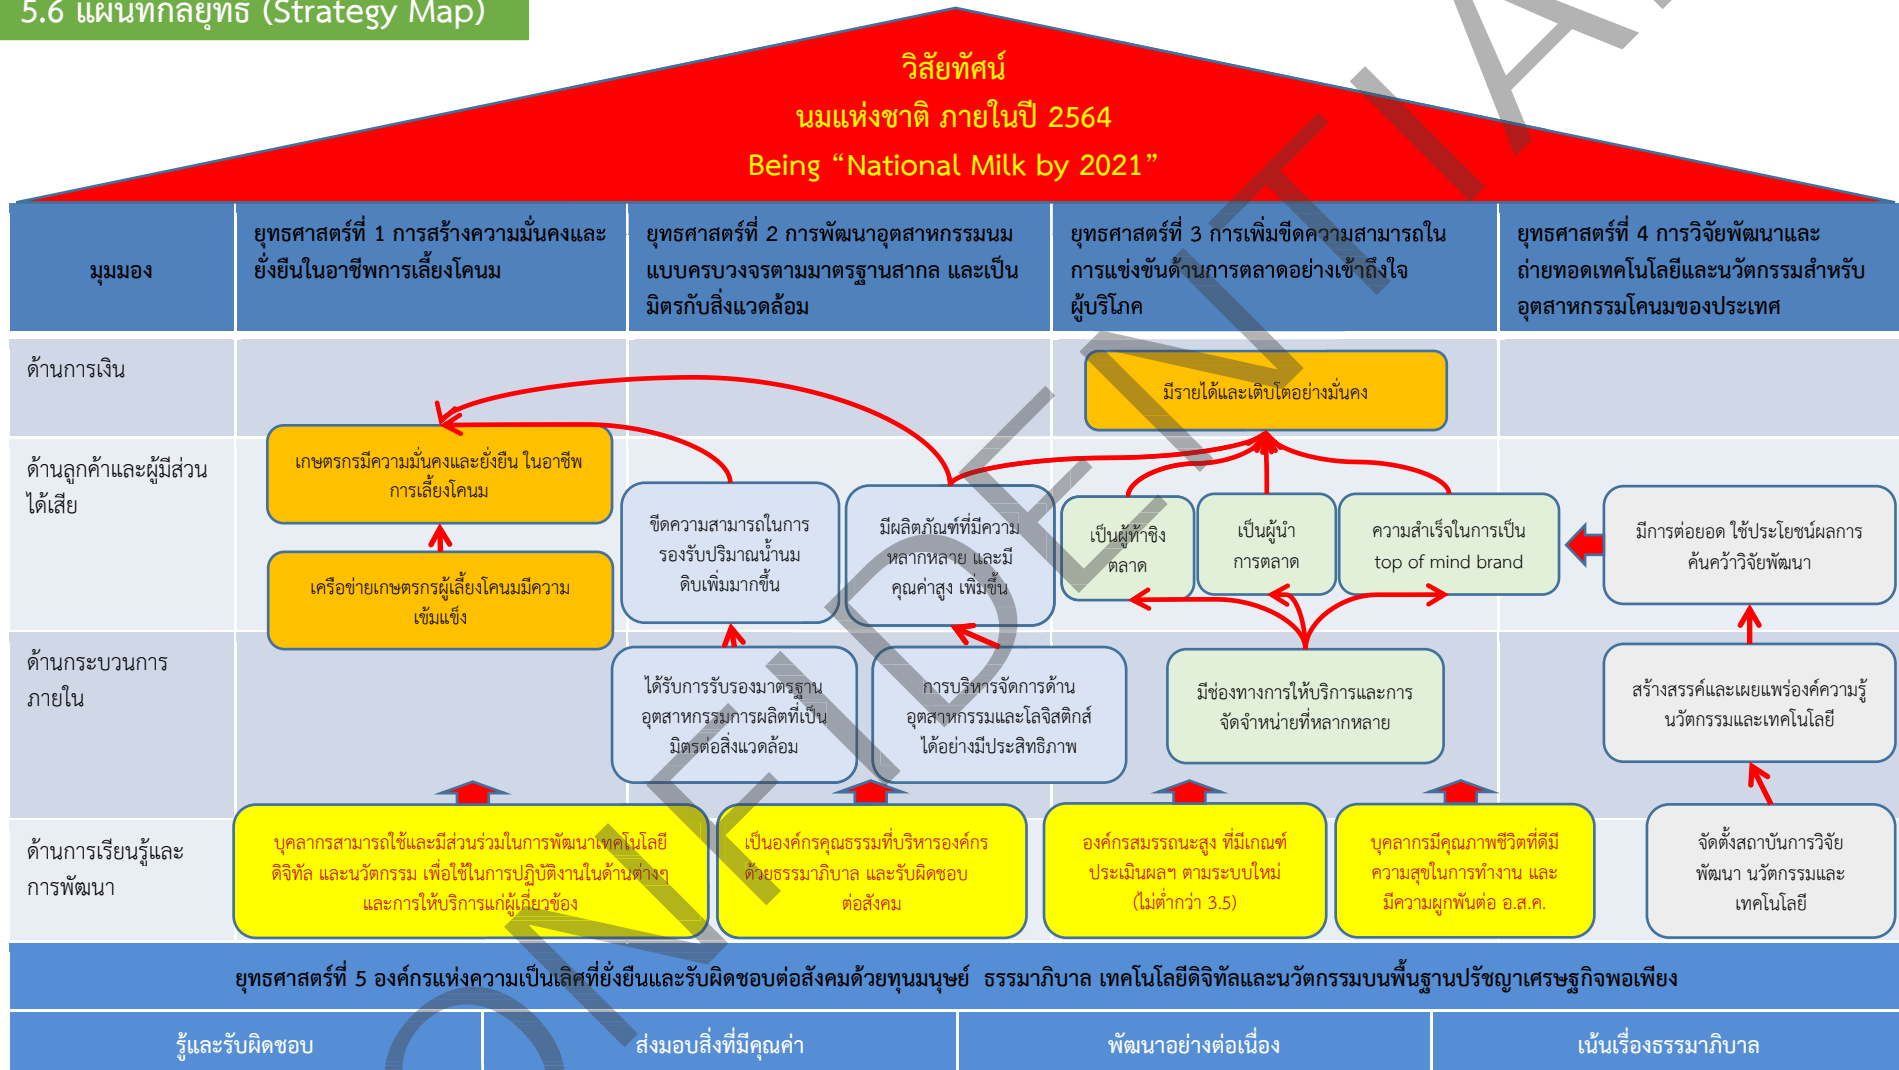 5.6 แผนที่กลยุทธ์ (Strategy Map)
วิสัยทัศน์
นมแห่งชาติ ภายในปี 2564
Being “National Milk by 2021”
มุมมอง
ยุทธศาสตร์ที่ 1 การสร้างความมั่นคงและ
ยั่งยืนในอาชีพการเลี้ยงโคนม
ยุทธศาสตร์ที่ 2 การพัฒนาอุตสาหกรรมนม
แบบครบวงจรตามมาตรฐานสากล และเป็น
มิตรกับสิ่งแวดล้อม
ยุทธศาสตร์ที่ 3 การเพิ่มขีดความสามารถใน
การแข่งขันด้านการตลาดอย่างเข้าถึงใจ
ผู้บริโภค
ยุทธศาสตร์ที่ 4 การวิจัยพัฒนาและ
ถ่ายทอดเทคโนโลยีและนวัตกรรมสำหรับ
อุตสาหกรรมโคนมของประเทศ
ด้านการเงิน
มีรายได้และเติบโตอย่างมั่นคง
ด้านลูกค้าและผู้มีส่วน
ได้เสีย
เกษตรกรมีความมั่นคงและยั่งยืน ในอาชีพ
การเลี้ยงโคนม
เครือข่ายเกษตรกรผู้เลี้ยงโคนมมีความ
เข้มแข็ง
ขีดความสามารถในการ
รองรับปริมาณน้ำนม
ดิบเพิ่มมากขึ้น
มีผลิตภัณฑ์ที่มีความ
หลากหลาย และมี
คุณค่าสูง เพิ่มขึ้น
เป็นผู้ท้าชิง
ตลาด
เป็นผู้นำ
การตลาด
ความสำเร็จในการเป็น
top of mind brand
มีการต่อยอด ใช้ประโยชน์ผลการ
ค้นคว้าวิจัยพัฒนา
ด้านกระบวนการ
ภายใน
ได้รับการรับรองมาตรฐาน
อุตสาหกรรมการผลิตที่เป็น
มิตรต่อสิ่งแวดล้อม
การบริหารจัดการด้าน
อุตสาหกรรมและโลจิสติกส์
ได้อย่างมีประสิทธิภาพ
มีช่องทางการให้บริการและการ
จัดจำหน่ายที่หลากหลาย
สร้างสรรค์และเผยแพร่องค์ความรู้
นวัตกรรมและเทคโนโลยี
ด้านการเรียนรู้และ
การพัฒนา
บุคลากรสามารถใช้และมีส่วนร่วมในการพัฒนาเทคโนโลยี
ดิจิทัล และนวัตกรรม เพื่อใช้ในการปฏิบัติงานในด้านต่างๆ
และการให้บริการแก่ผู้เกี่ยวข้อง
เป็นองค์กรคุณธรรมที่บริหารองค์กร
ด้วยธรรมาภิบาล และรับผิดชอบ
ต่อสังคม
องค์กรสมรรถนะสูง ที่มีเกณฑ์
ประเมินผลฯ ตามระบบใหม่
(ไม่ต่ำกว่า 3.5)
บุคลากรมีคุณภาพชีวิตที่ดีมี
ความสุขในการทำงาน และ
มีความผูกพันต่อ อ.ส.ค.
จัดตั้งสถาบันการวิจัย
พัฒนา นวัตกรรมและ
เทคโนโลยี
ยุทธศาสตร์ที่ 5 องค์กรแห่งความเป็นเลิศที่ยั่งยืนและรับผิดชอบต่อสังคมด้วยทุนมนุษย์ ธรรมาภิบาล เทคโนโลยีดิจิทัลและนวัตกรรมบนพื้นฐานปรัชญาเศรษฐกิจพอเพียง
รู้และรับผิดชอบ
ส่งมอบสิ่งที่มีคุณค่า
พัฒนาอย่างต่อเนื่อง
เน้นเรื่องธรรมาภิบาล
ONFIDENTIA